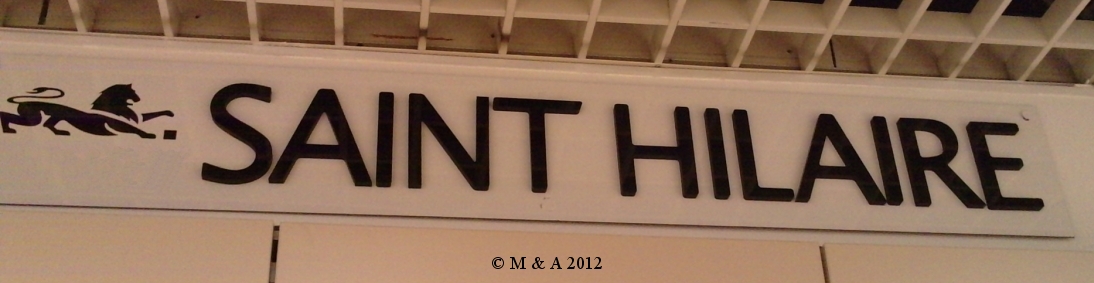 SAINT HILAIRE
© M & A 2012